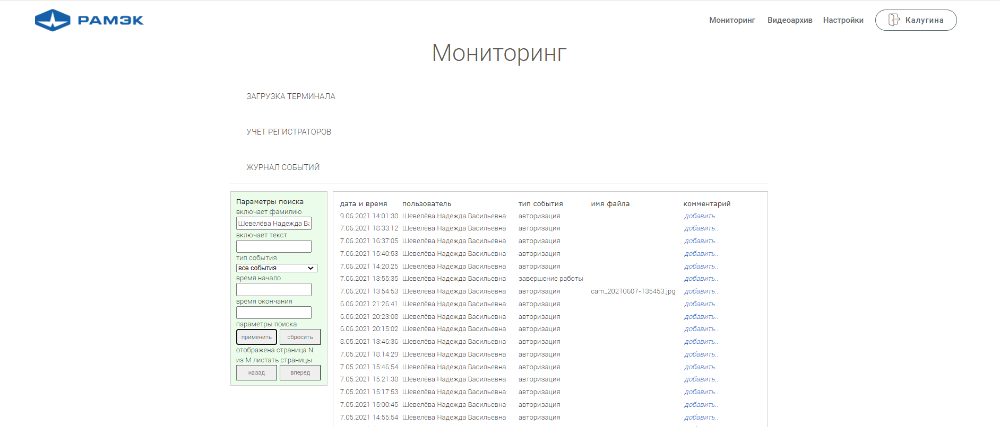 РАМЭК
Мониторинг Видеоархив Настройки Калугина
Мониторинг
ЗАГРУЗКА ТЕРМИНАЛА
УЧЕТ РЕГИСТРАТОРОВ
ЖУРНАЛ СОБЫТИЙ
Параметры поиска
включает фамилию
Шевелёва Надежда Ва
включает текст
тип события
все события
время начало
время окончания
параметры поиска
применить сбросить
отображена страница N
из M листать страницы
назад вперед
дата и время пользователь тип события имя файла комментарий
9.06.2021 14:01:38 Шевелёва Надежда Васильевна авторизация добавить..
7.06.2021 18:33:12 Шевелёва Надежда Васильевна авторизация добавить..
7.06.2021 16:37:05 Шевелёва Надежда Васильевна авторизация добавить..
7.06.2021 15:40:53 Шевелёва Надежда Васильевна авторизация добавить..
7.06.2021 14:20:25 Шевелёва Надежда Васильевна авторизация добавить..
7.06.2021 13:55:35 Шевелёва Надежда Васильевна завершение работы добавить..
7.06.2021 13:54:53 Шевелёва Надежда Васильевна авторизация cam_20210607-135453.jpg добавить..
6.06.2021 21:26:41 Шевелёва Надежда Васильевна авторизация добавить..
6.06.2021 20:23:08 Шевелёва Надежда Васильевна авторизация добавить..
6.06.2021 20:15:02 Шевелёва Надежда Васильевна авторизация добавить..
8.05.2021 13:46:36 Шевелёва Надежда Васильевна авторизация добавить..
7.05.2021 18:14:29 Шевелёва Надежда Васильевна авторизация добавить..
7.05.2021 15:46:54 Шевелёва Надежда Васильевна авторизация добавить..
7.05.2021 15:21:38 Шевелёва Надежда Васильевна авторизация добавить..
7.05.2021 15:17:53 Шевелёва Надежда Васильевна авторизация добавить..
7.05.2021 15:00:45 Шевелёва Надежда Васильевна авторизация добавить..
7.05.2021 14:55:54 Шевелёва Надежда Васильевна авторизация добавить..